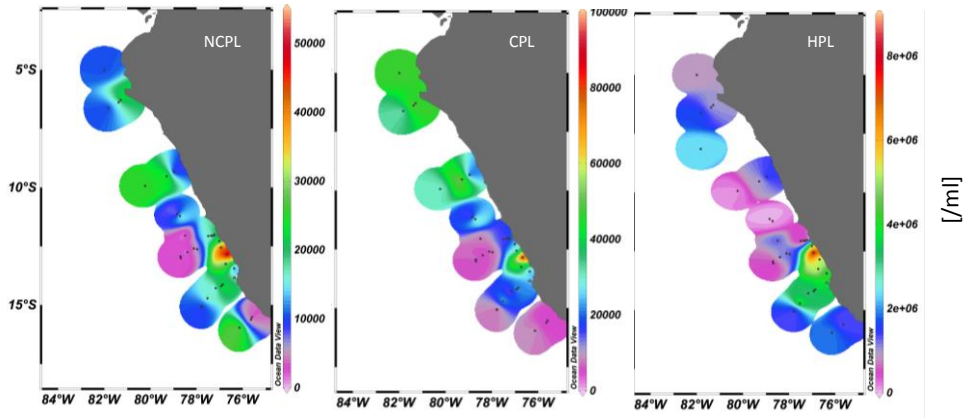 NCPL
5°S
10°S
15°S
84°W 82°W 80°W 78°W 76°W
50000
40000
30000
20000
10000
0
Ocean Data View
CPL
84°W 82°W 80°W 78°W 76°W
100000
80000
60000
40000
20000
0
Ocean Data View
HPL
84°W 82°W 80°W 78°W 76°W
8e+06
6e+06
4e+06
2e+06
0
Ocean Data View
[/ml]